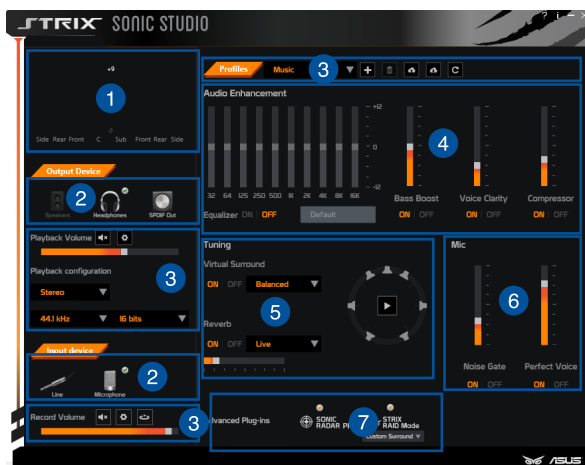 STRIX SONIC STUDIO
? i – ×
Profiles Music 3
+9
1
-3
Side Rear Front C Sub Front Rear Side
Output Device
2
Speakers Headphones SPDIF Out
Playback Volume
Playback configuration
3
Stereo
44.1 kHz 16 bits
Input device
2
Line Microphone
Record Volume 3
Audio Enhancement
+12
0
-12
4
32 64 125 250 500 1K 2K 4K 8K 16K
Equalizer ON OFF Default
Bass Boost Voice Clarity Compressor
ON OFF ON OFF ON OFF
Tuning
Virtual Surround
ON OFF Balanced
5
Reverb
ON OFF Live
Mic
6
Noise Gate Perfect Voice
ON OFF ON OFF
dvanced Plug-ins
SONIC
RADAR P
7
STRIX
RAID Mode
Custom Surround
ASUS